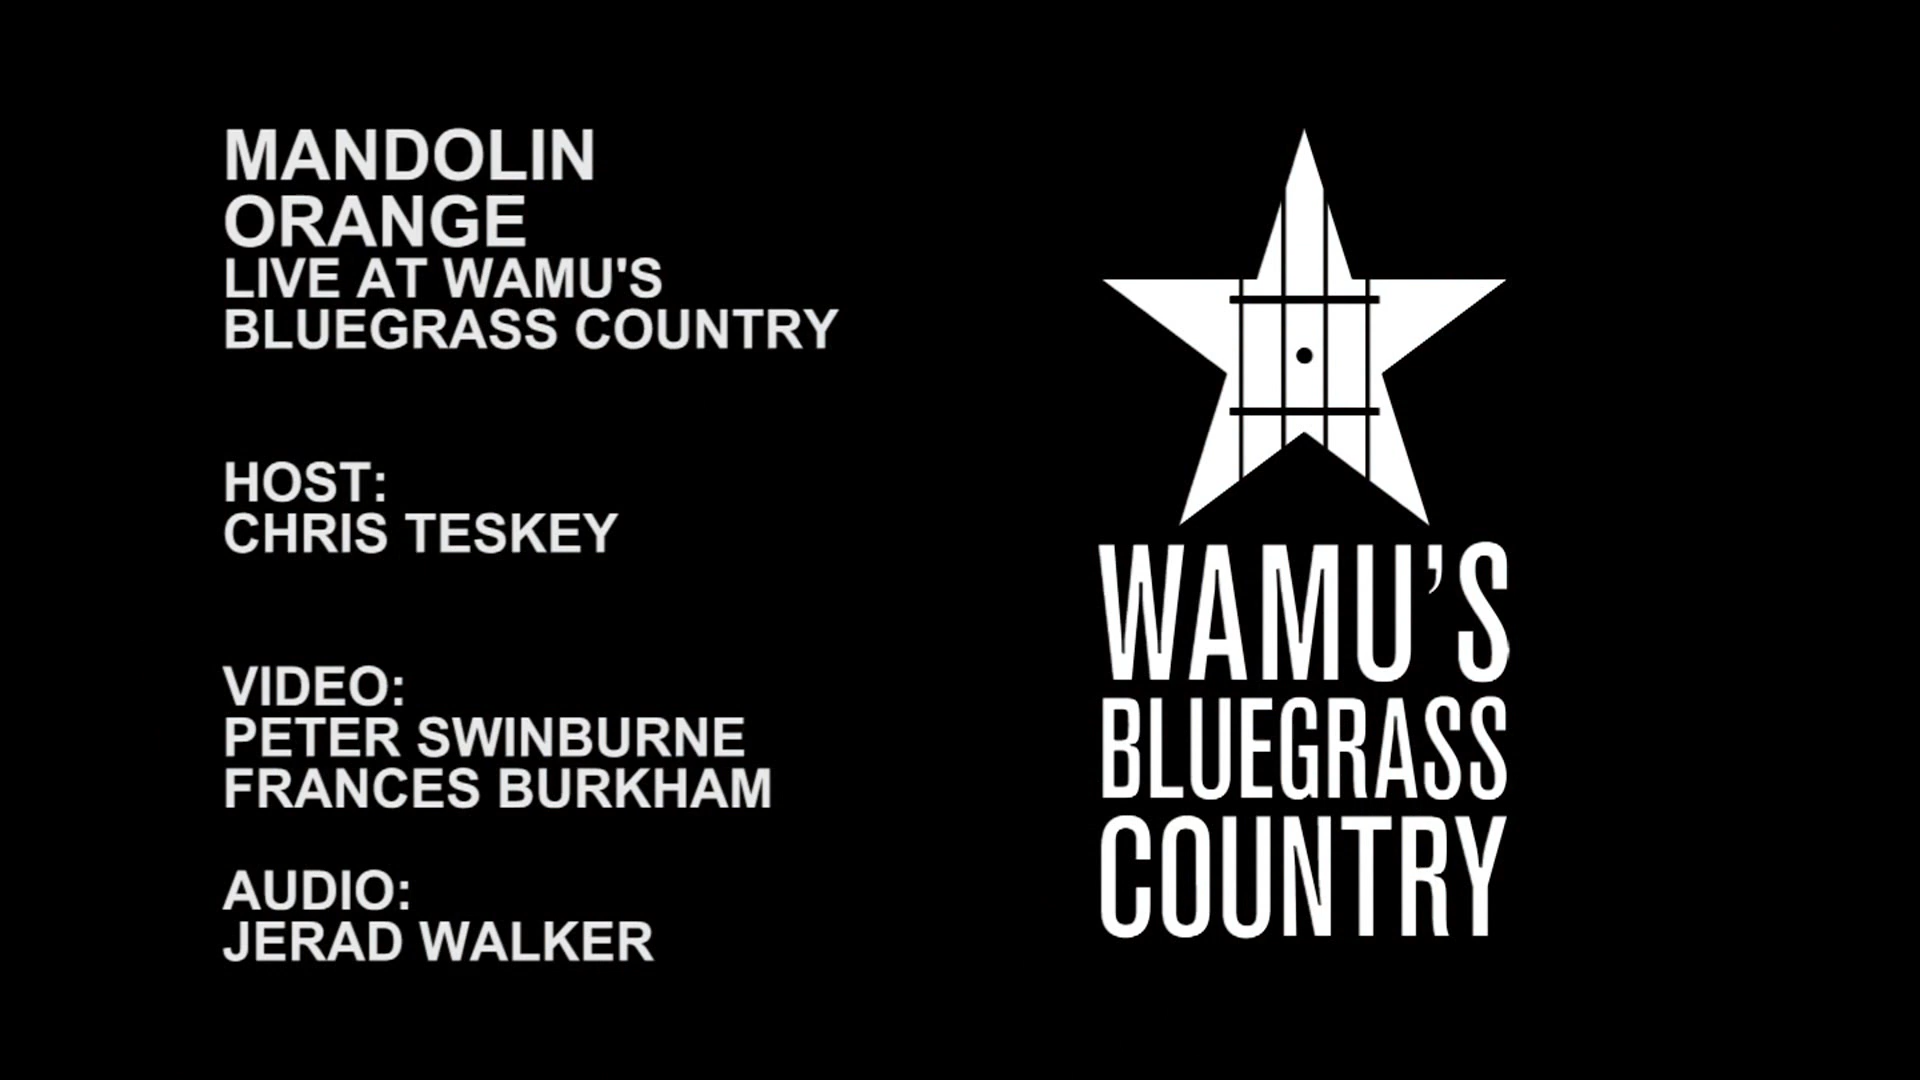 MANDOLIN
ORANGE
LIVE AT WAMU'S
BLUEGRASS COUNTRY
HOST:
CHRIS TESKEY
VIDEO:
PETER SWINBURNE
FRANCES BURKHAM
AUDIO:
JERAD WALKER
WAMU'S
BLUEGRASS
COUNTRY